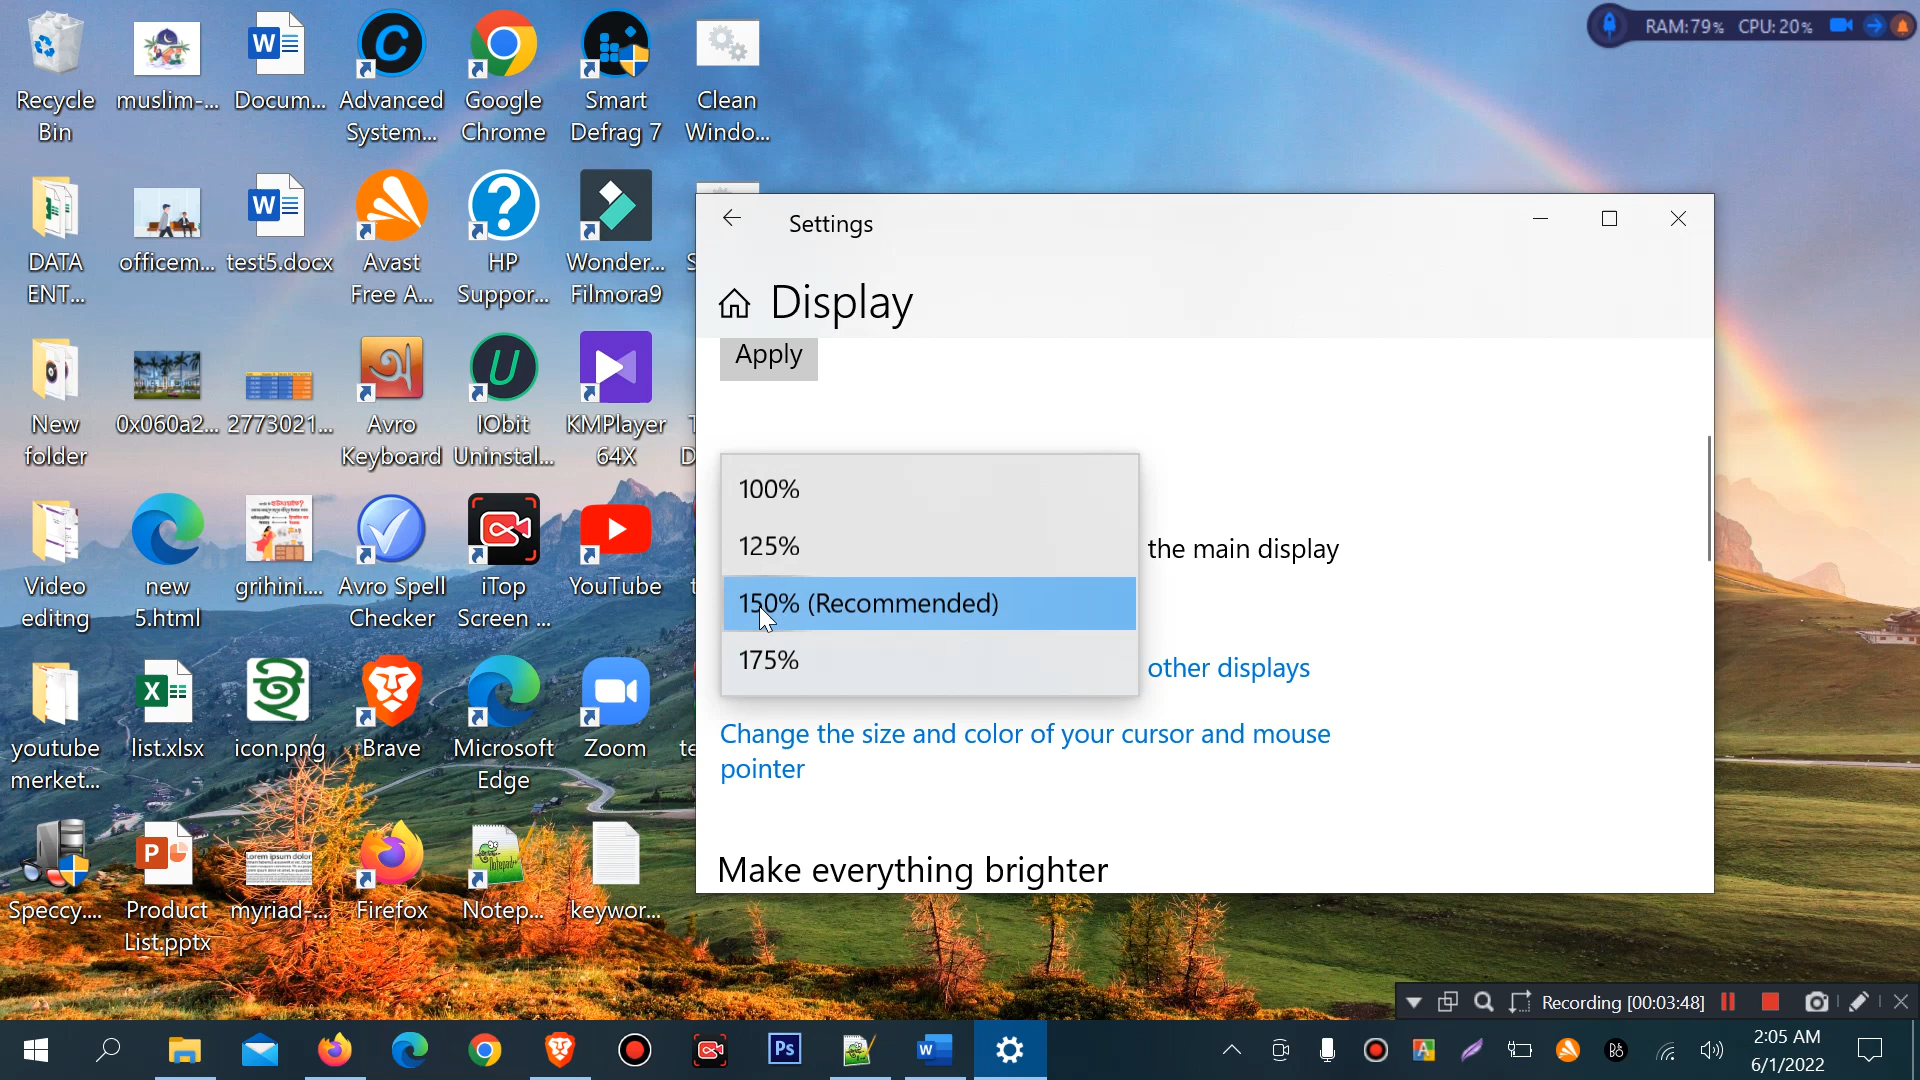 RAM:79% CPU: 20%
Recycle
Bin
muslim-...
Docum...
Advanced
System...
Google
Chrome
Smart
Defrag 7
Clean
Windo...
DATA
ENT...
officem...
test5.docx
Avast
Free A...
HP
Suppor...
Wonder...
Filmora9
New
folder
0x060a2...
2773021...
Avro
Keyboard
IObit
Uninstal...
KMPlayer
64X
Video
editng
new
5.html
grihini....
Avro Spell
Checker
iTop
Screen ...
YouTube
youtube
merket...
list.xlsx
icon.png
Brave
Microsoft
Edge
Zoom
Speccy....
Product
List.pptx
myriad-...
Firefox
Notep...
keywor...
Settings
Display
Apply
100%
125%
150% (Recommended)
175%
the main display
other displays
Change the size and color of your cursor and mouse
pointer
Make everything brighter
Recording [00:03:48]
Ps
2:05 AM
6/1/2022